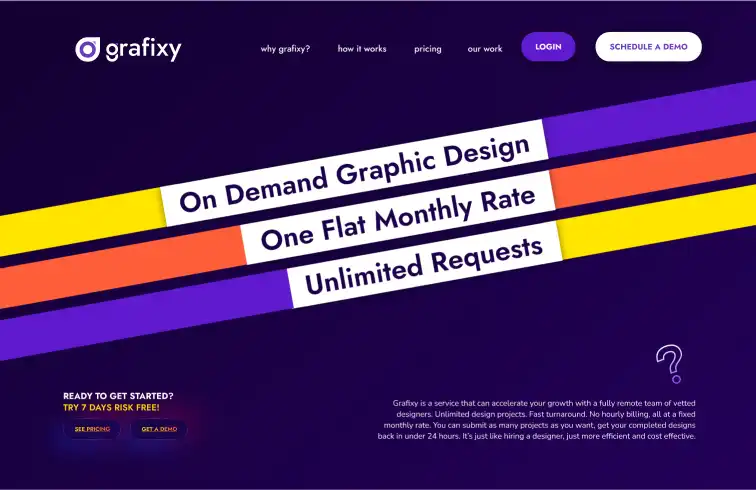 grafixy
why grafixy?
how it works
pricing
our work
LOGIN
SCHEDULE A DEMO
On Demand Graphic Design
One Flat Monthly Rate
Unlimited Requests
READY TO GET STARTED?
TRY 7 DAYS RISK FREE!
SEE PRICING
GET A DEMO
Grafixy is a service that can accelerate your growth with a fully remote team of vetted
designers. Unlimited design projects. Fast turnaround. No hourly billing, all at a fixed
monthly rate. You can submit as many projects as you want, get your completed designs
back in under 24 hours. It's just like hiring a designer, just more efficient and cost effective.